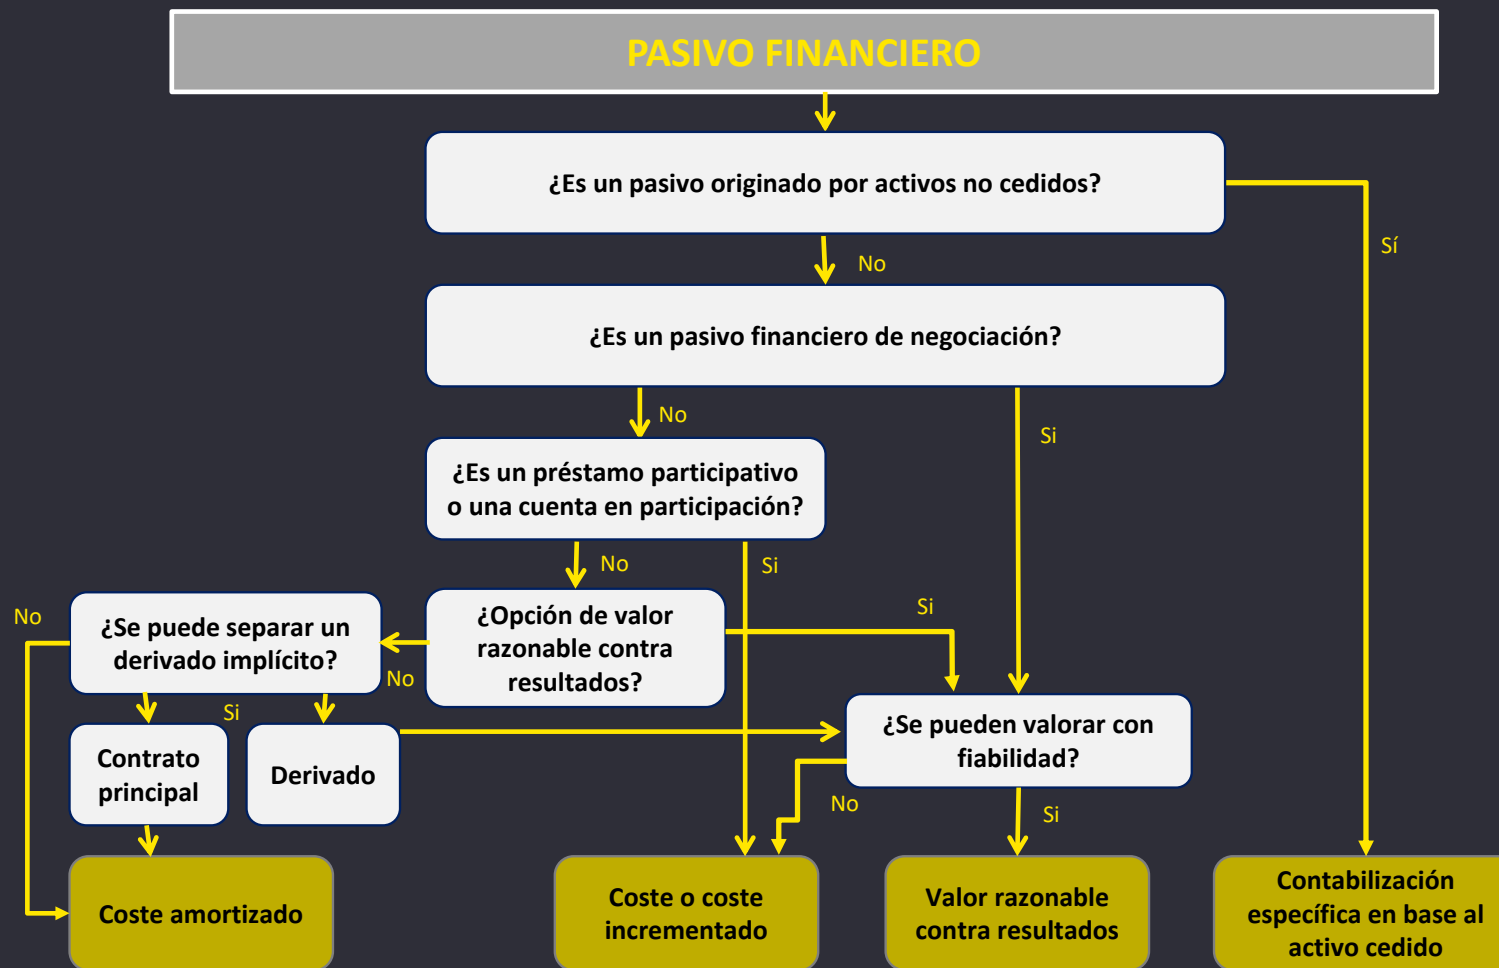 PASIVO FINANCIERO
¿Es un pasivo originado por activos no cedidos?
Sí
No
¿Es un pasivo financiero de negociación?
No
Si
¿Es un préstamo participativo
o una cuenta en participación?
No
Si
No
¿Se puede separar un
derivado implícito?
No
¿Opción de valor
razonable contra
resultados?
Si
Si
Contrato
principal
Derivado
¿Se pueden valorar con
fiabilidad?
No
Si
Coste amortizado
Coste o coste
incrementado
Valor razonable
contra resultados
Contabilización
específica en base al
activo cedido